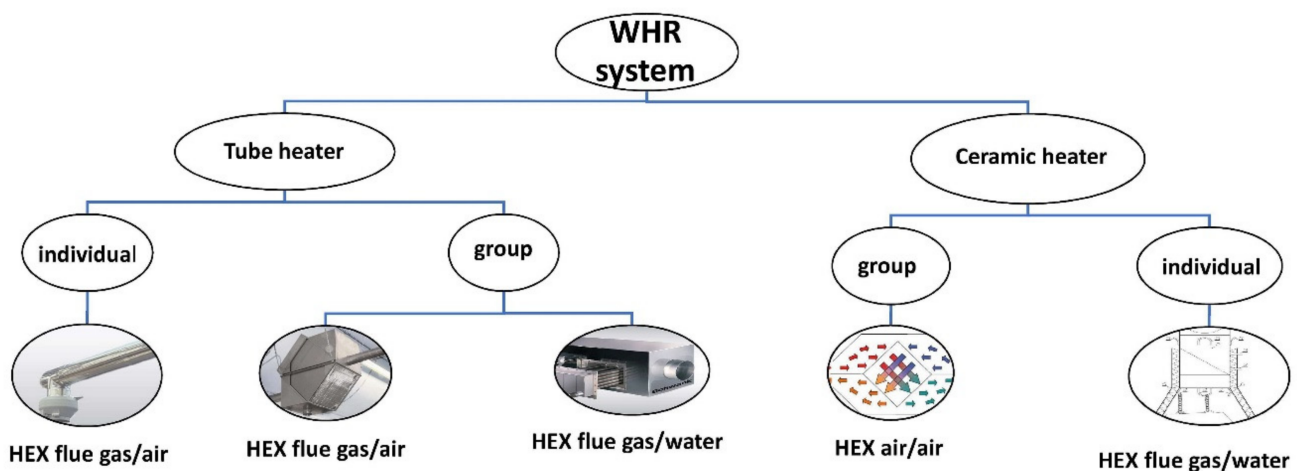 WHR
system
Tube heater
Ceramic heater
individual
group
group
individual
HEX flue gas/air
HEX flue gas/air
HEX flue gas/water
HEX air/air
HEX flue gas/water